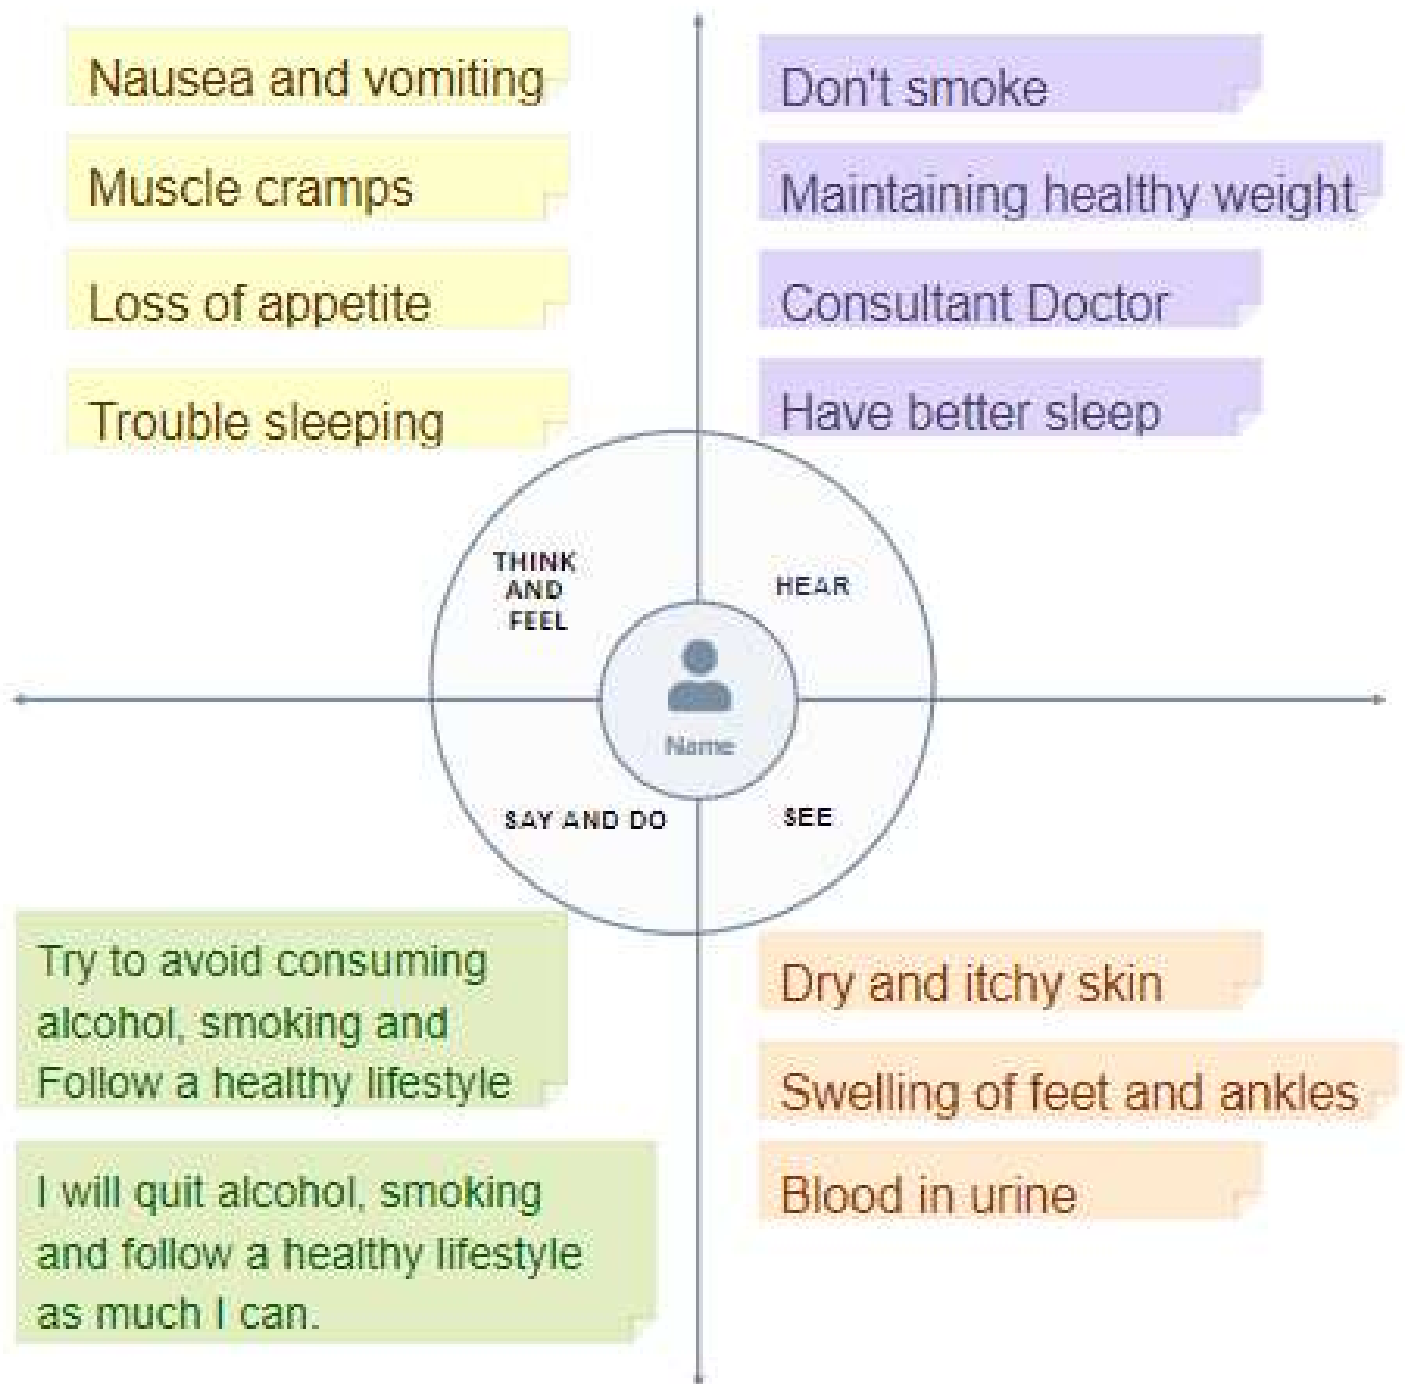 Nausea and vomiting
Muscle cramps
Loss of appetite
Trouble sleeping
Don't smoke
Maintaining healthy weight
Consultant Doctor
Have better sleep
THINK
AND
FEEL
HEAR
Name
SAY AND DO
SEE
Try to avoid consuming
alcohol, smoking and
Follow a healthy lifestyle
I will quit alcohol, smoking
and follow a healthy lifestyle
as much I can.
Dry and itchy skin
Swelling of feet and ankles
Blood in urine